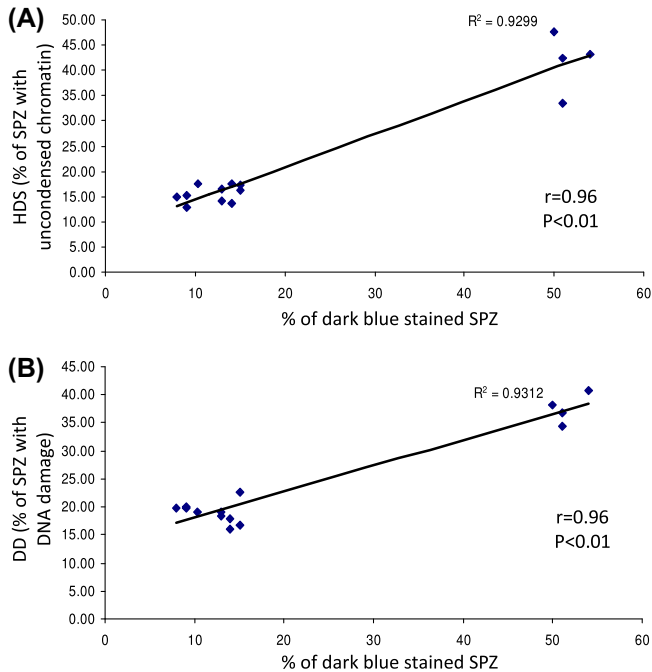 (A)
50.00
45.00
40.00
35.00
30.00
25.00
20.00
15.00
10.00
5.00
0.00
HDS (% of SPZ with
uncondensed chromatin)
R² = 0.9299
r=0.96
P<0.01
0 10 20 30 40 50 60
% of dark blue stained SPZ
(B)
45.00
40.00
35.00
30.00
25.00
20.00
15.00
10.00
5.00
0.00
DD (% of SPZ with
DNA damage)
R² = 0.9312
r=0.96
P<0.01
0 10 20 30 40 50 60
% of dark blue stained SPZ